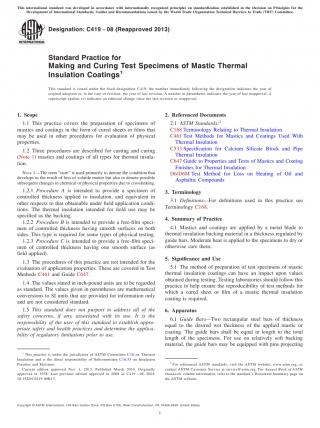 This international standard was developed in accordance with internationally recognized principles on standardization established in the Decision on Principles for the
Development of International Standards, Guides and Recommendations issued by the World Trade Organization Technical Barriers to Trade (TBT) Committee.
Designation: C419 – 08 (Reapproved 2013)
Standard Practice for
Making and Curing Test Specimens of Mastic Thermal
Insulation Coatings1
This standard is issued under the fixed designation C419; the number immediately following the designation indicates the year of
original adoption or, in the case of revision, the year of last revision. A number in parentheses indicates the year of last reapproval. A
superscript epsilon (ε) indicates an editorial change since the last revision or reapproval.
1. Scope
1.1 This practice covers the preparation of specimens of
mastics and coatings in the form of cured sheets or films that
may be used in other procedures for evaluation of physical
properties.
1.2 Three procedures are described for casting and curing
(Note 1) mastics and coatings of all types for thermal insula-
tion.
NOTE 1—The term "cure" is used primarily to denote the condition that
develops as the result of loss of volatile matter but also to denote possible
subsequent changes in chemical or physical properties due to crosslinking.
1.2.1 Procedure A is intended to provide a specimen of
controlled thickness applied to insulation, and equivalent in
other respects to that obtainable under field application condi-
tions. The thermal insulation intended for field use may be
specified as the backing.
1.2.2 Procedure B is intended to provide a free-film speci-
men of controlled thickness having smooth surfaces on both
sides. This type is required for some types of physical testing.
1.2.3 Procedure C is intended to provide a free-film speci-
men of controlled thickness having one smooth surface (as
field applied).
1.3 The procedures of this practice are not intended for the
evaluation of application properties. These are covered in Test
Methods C461 and Guide C647.
1.4 The values stated in inch-pound units are to be regarded
as standard. The values given in parentheses are mathematical
conversions to SI units that are provided for information only
and are not considered standard.
1.5 This standard does not purport to address all of the
safety concerns, if any, associated with its use. It is the
responsibility of the user of this standard to establish appro-
priate safety and health practices and determine the applica-
bility of regulatory limitations prior to use.
1 This practice is under the jurisdiction of ASTM Committee C16 on Thermal
Insulation and is the direct responsibility of Subcommittee C16.33 on Insulation
Finishes and Moisture.
Current edition approved Nov. 1, 2013. Published March 2014. Originally
approved in 1958. Last previous edition approved in 2008 as C419 – 08. DOI:
10.1520/C0419-08R13.
2. Referenced Documents
2.1 ASTM Standards:2
C168 Terminology Relating to Thermal Insulation
C461 Test Methods for Mastics and Coatings Used With
Thermal Insulation
C533 Specification for Calcium Silicate Block and Pipe
Thermal Insulation
C647 Guide to Properties and Tests of Mastics and Coating
Finishes for Thermal Insulation
D6/D6M Test Method for Loss on Heating of Oil and
Asphaltic Compounds
3. Terminology
3.1 Definitions—For definitions used in this practice see
Terminology C168.
4. Summary of Practice
4.1 Mastics and coatings are applied by a metal blade to
thermal insulation backing material to a thickness regulated by
guide bars. Moderate heat is applied to the specimens to dry or
otherwise cure them.
5. Significance and Use
5.1 The method of preparation of test specimens of mastic
thermal insulation coatings can have an impact upon values
obtained during testing. Testing laboratories should follow this
practice to help ensure the reproducibility of test methods for
which a cured sheet or film of a mastic thermal insulation
coating is required.
6. Apparatus
6.1 Guide Bars—Two rectangular steel bars of thickness
equal to the desired wet thickness of the applied mastic or
coating. The guide bars shall be equal in length to the total
length of the specimens. For use on relatively soft backing
material, the guide bars may be equipped with pins projecting
2 For referenced ASTM standards, visit the ASTM website, www.astm.org, or
contact ASTM Customer Service at service@astm.org. For Annual Book of ASTM
Standards volume information, refer to the standard's Document Summary page on
the ASTM website.
Copyright © ASTM International, 100 Barr Harbor Drive, PO Box C700, West Conshohocken, PA 19428-2959. United States
1